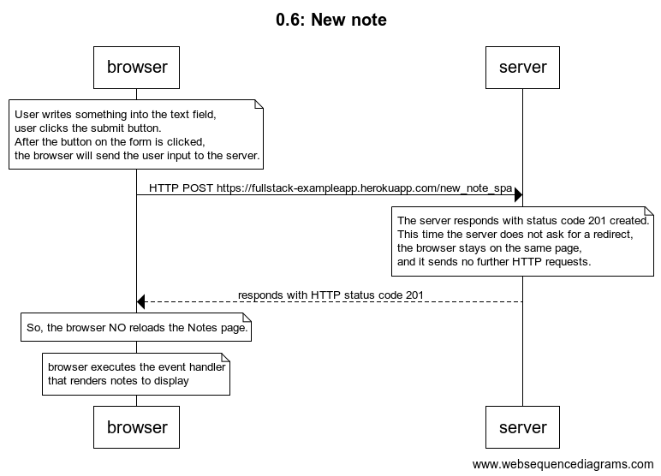 0.6: New note
browser
server
User writes something into the text field,
user clicks the submit button.
After the button on the form is clicked,
the browser will send the user input to the server.
HTTP POST https://fullstack-exampleapp.herokuapp.com/new_note_spa
The server responds with status code 201 created.
This time the server does not ask for a redirect,
the browser stays on the same page,
and it sends no further HTTP requests.
responds with HTTP status code 201
So, the browser NO reloads the Notes page.
browser executes the event handler
that renders notes to display
browser
server
www.websequencediagrams.com